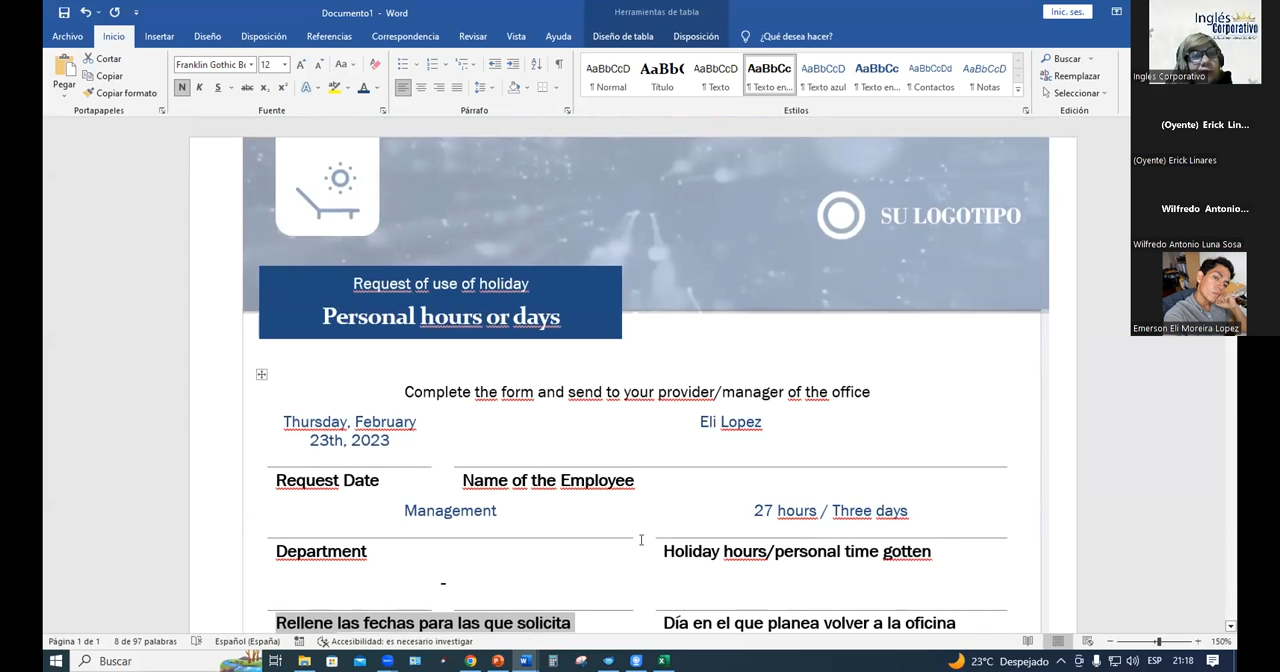 Documento1 - Word
Herramientas de tabla
Inic. ses.
Archivo
Inicio
Insertar
Diseño
Disposición
Referencias
Correspondencia
Revisar
Vista
Ayuda
Diseño de tabla
Disposición
¿Qué desea hacer?
Pegar
Cortar
Copiar
Copiar formato
Portapapeles
Franklin Gothic B
12
Aa
N K S abc x₂ x²
Fuente
Párrafo
AaBbCcD
¶ Normal
AaBb(
Título
AaBbCcD
¶ Texto
AaBbCc
¶ Texto en...
AaBbCcD
¶ Texto azul
AaBbCc
¶ Texto en...
AaBbCcDd
¶ Contactos
AaBbCcD
¶ Notas
Estilos
Buscar
Reemplazar
Seleccionar
Edición
Inglés
Corporativo
Ingles Corporativo
(Oyente) Erick Lin...
(Oyente) Erick Linares
Wilfredo Antonio...
Wilfredo Antonio Luna Sosa
Emerson Eli Moreira Lopez
SU LOGOTIPO
Request of use of holiday
Personal hours or days
Complete the form and send to your provider/manager of the office
Thursday, February
23th, 2023
Eli Lopez
Request Date
Name of the Employee
Management
27 hours / Three days
Department
Holiday hours/personal time gotten
-
Rellene las fechas para las que solicita
Día en el que planea volver a la oficina
Página 1 de 1
8 de 97 palabras
Español (España)
Accesibilidad: es necesario investigar
150%
Buscar
23°C Despejado
ESP
21:18